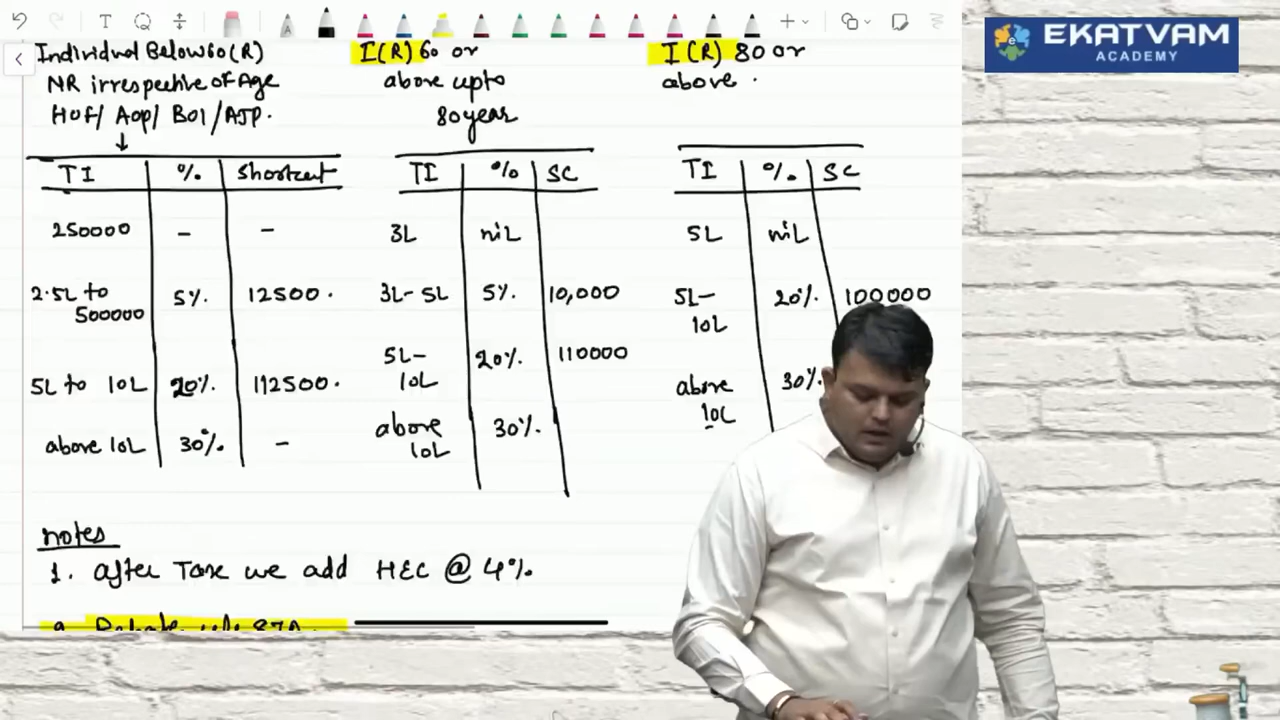 EKATVAM
ACADEMY
Individual Below 60 (R)
NR irrespective of Age
HUF/ AOP/ BOI /AJP.
TI % Shortcut
250000 – –
2.5L to
500000 5%. 12500.
5L to 10L 20% 112500.
above 10L 30% –
I(R) 60 or
above upto
80 year
TI % SC
3L niL
3L-5L 5% 10,000
5L-
10L 20% 110000
above
10L 30%.
I(R) 80 or
above.
TI % SC
5L niL
5L-
10L 20% 100000
above
10L 30%
notes
1. After Tax we add HEC @ 4%